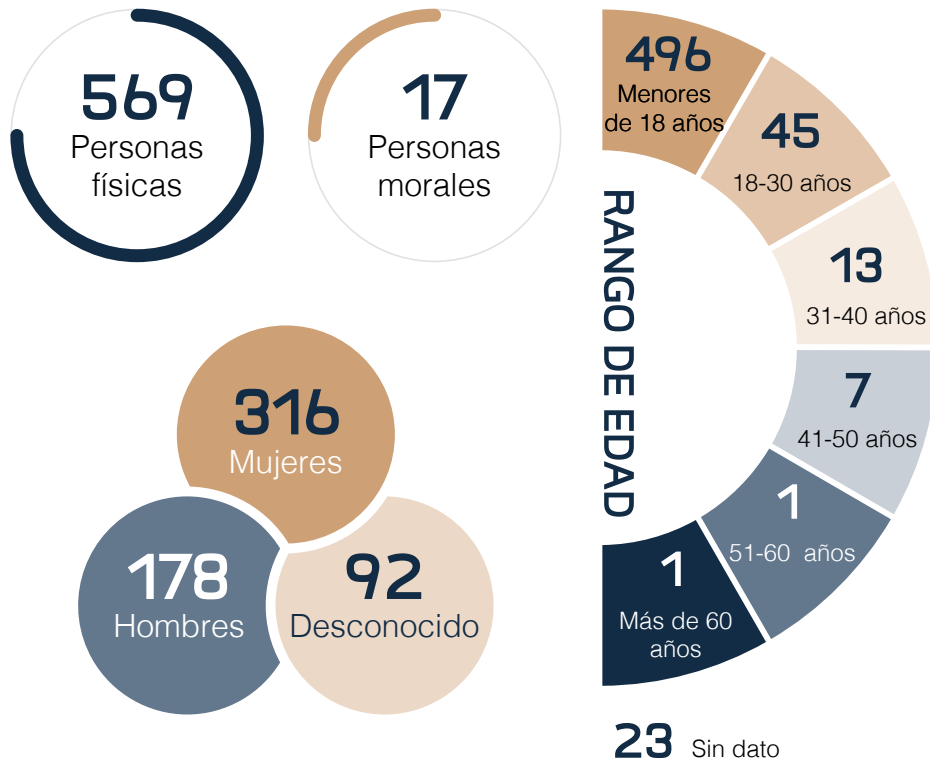 569
Personas
físicas
17
Personas
morales
316
Mujeres
178
Hombres
92
Desconocido
RANGO DE EDAD
496
Menores
de 18 años
45
18-30 años
13
31-40 años
7
41-50 años
1
51-60 años
1
Más de 60
años
23 Sin dato